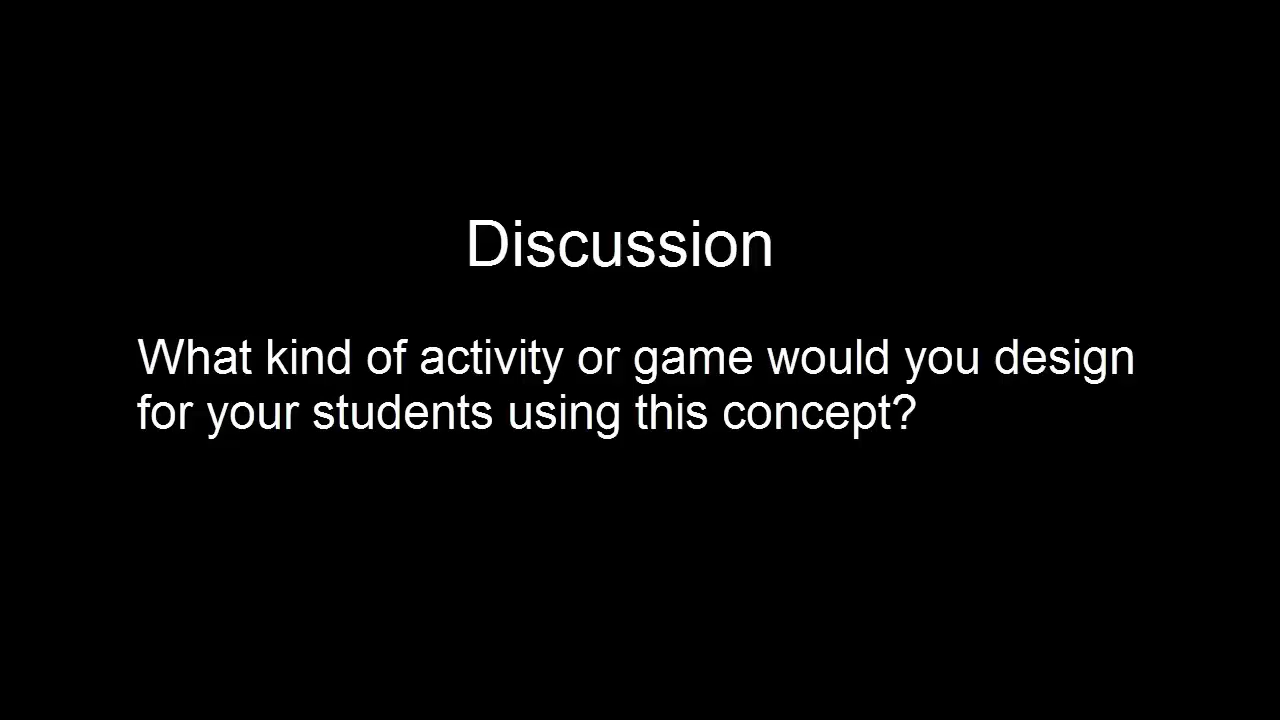 Discussion
What kind of activity or game would you design
for your students using this concept?